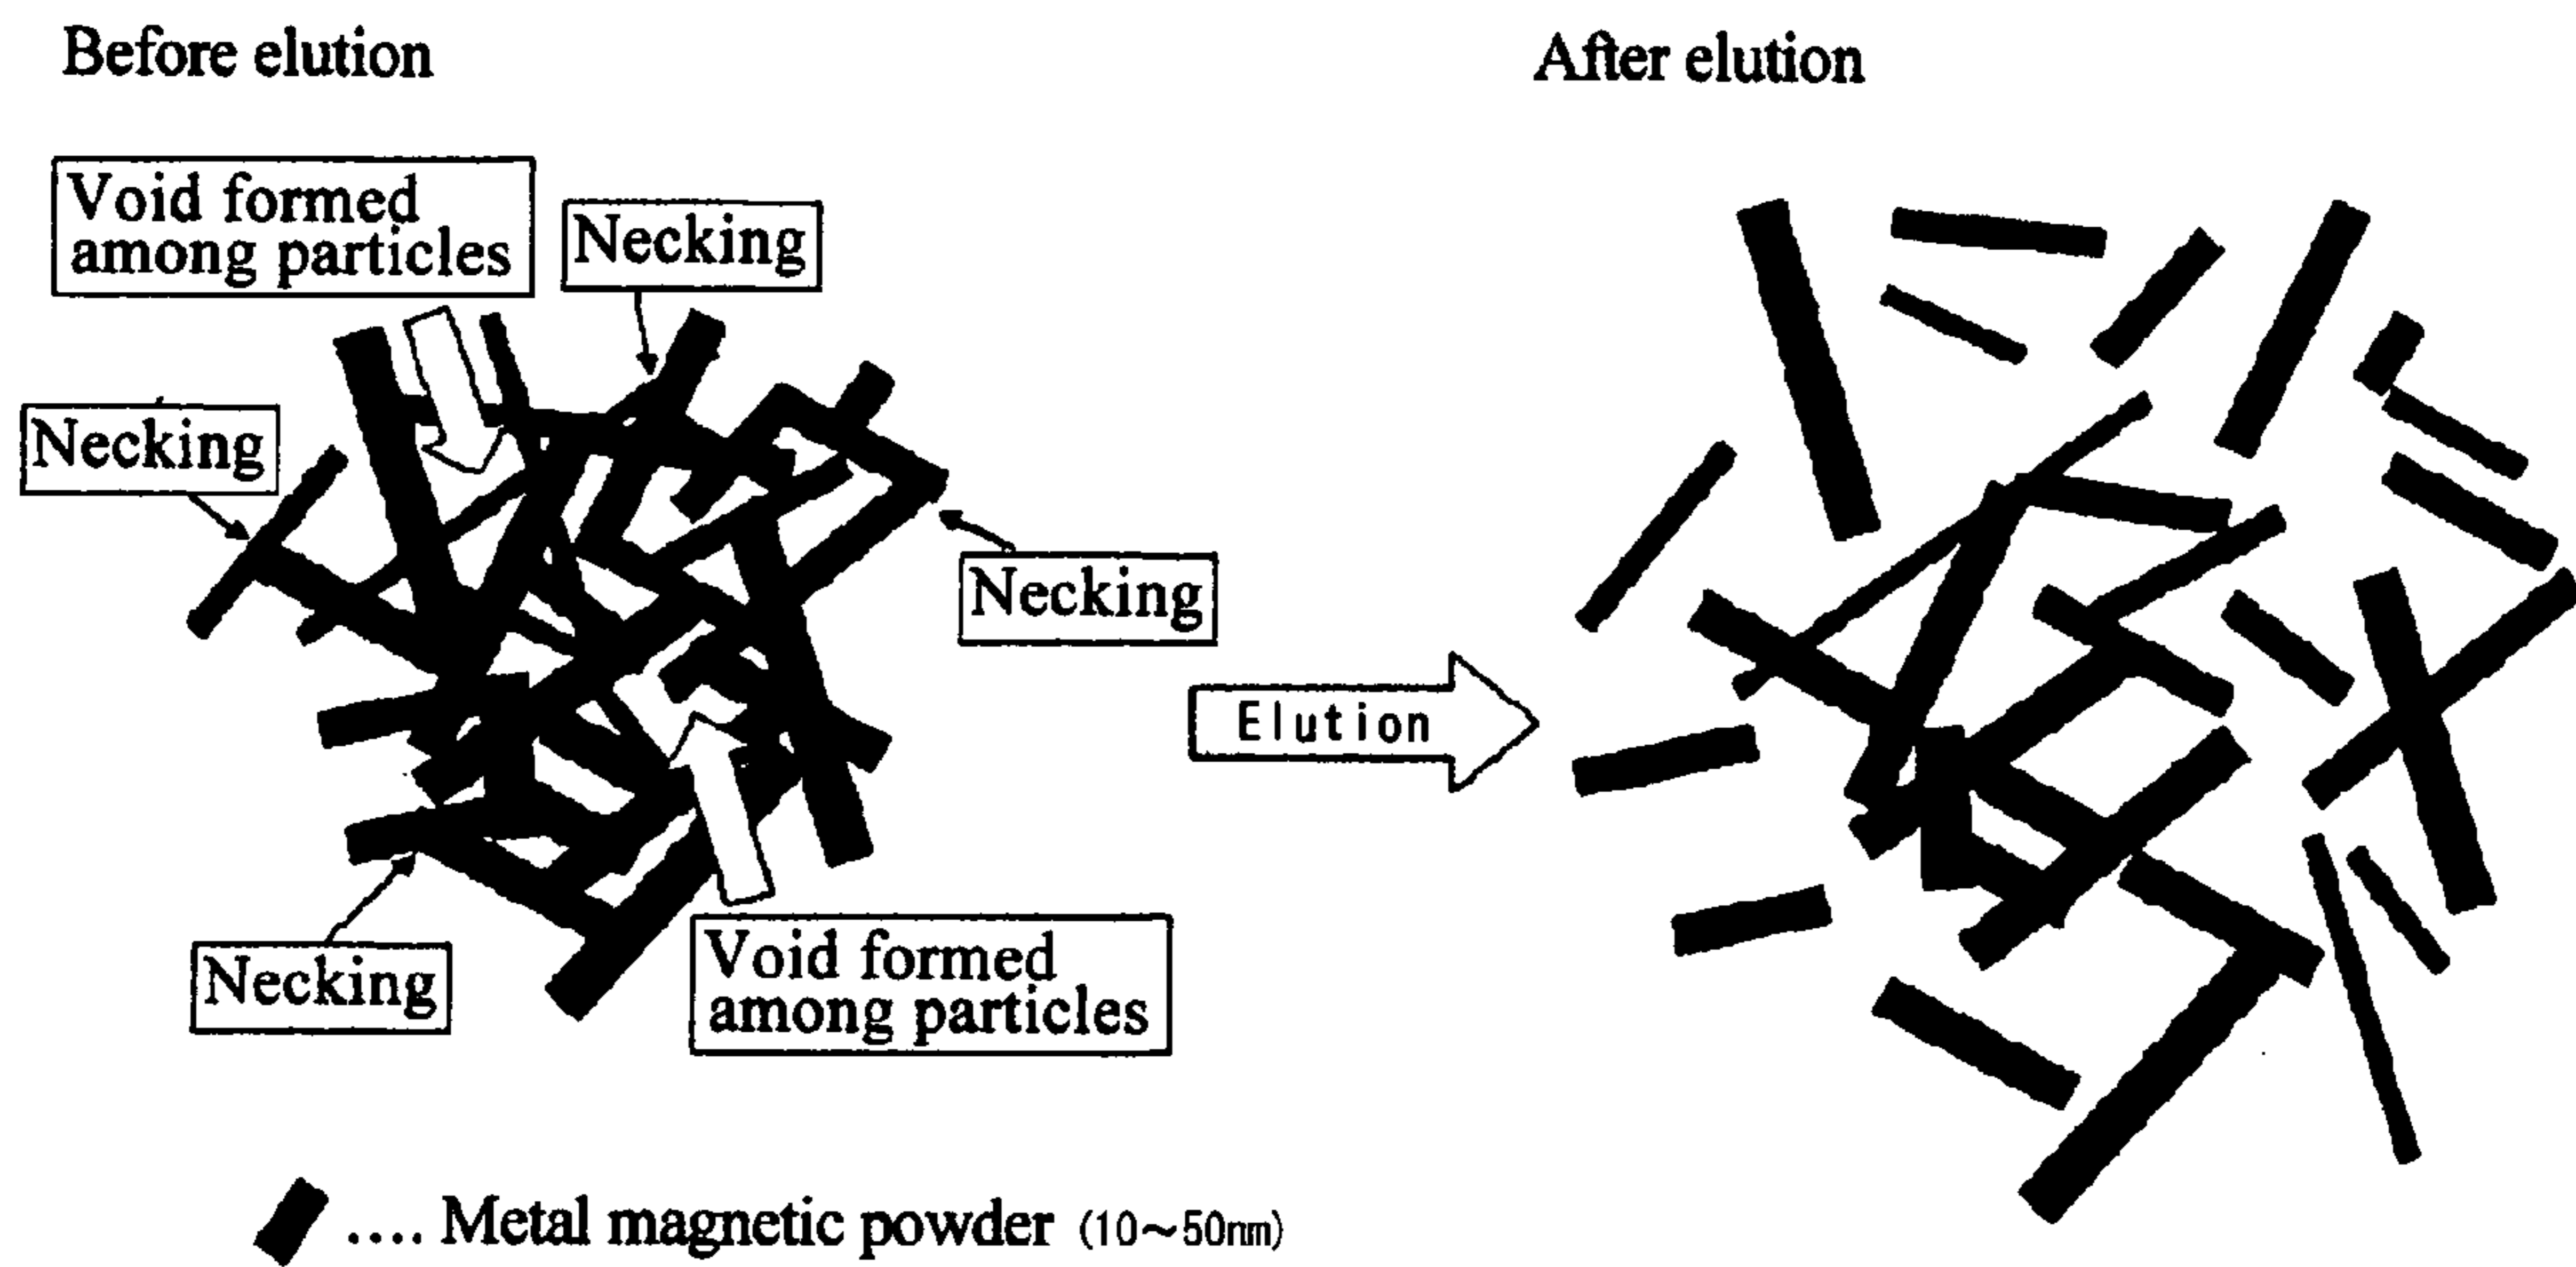 Before elution
After elution
Void formed
among particles
Necking
Necking
Necking
Elution
Necking
Void formed
among particles
.... Metal magnetic powder (10~50nm)